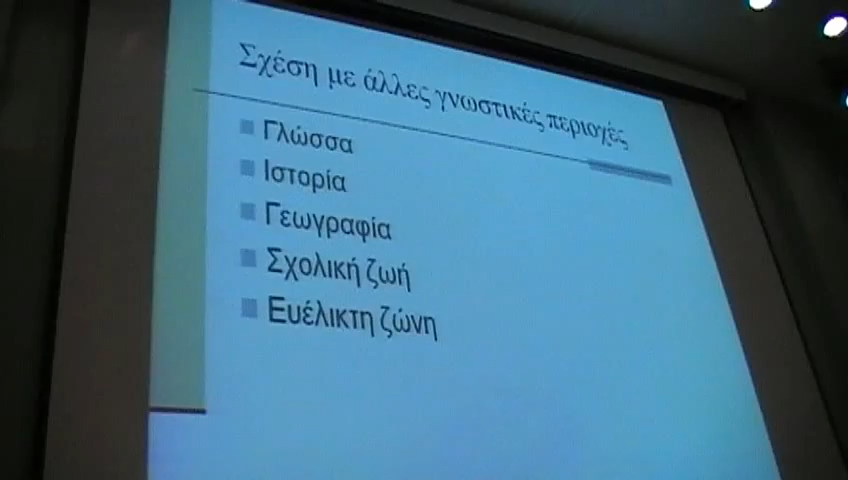 Σχέση με άλλες γνωστικές περιοχές
Γλώσσα
Ιστορία
Γεωγραφία
Σχολική ζωή
Ευέλικτη ζώνη